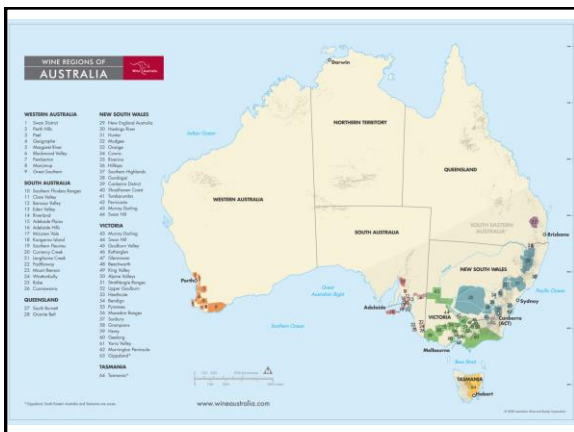 WINE REGIONS OF
AUSTRALIA
WESTERN AUSTRALIA
1 Swan District
2 Perth Hills
3 Peel
4 Geographe
5 Margaret River
6 Blackwood Valley
7 Pemberton
8 Manjimup
9 Great Southern
SOUTH AUSTRALIA
10 Southern Flinders Ranges
11 Clare Valley
12 Barossa Valley
13 Eden Valley
14 Riverland
15 Adelaide Plains
16 Adelaide Hills
17 McLaren Vale
18 Kangaroo Island
19 Southern Fleurieu
20 Currency Creek
21 Langhorne Creek
22 Padthaway
23 Mount Benson
24 Wrattonbully
25 Robe
26 Coonawarra
QUEENSLAND
27 South Burnett
28 Granite Belt
NEW SOUTH WALES
29 New England Australia
30 Hastings River
31 Hunter
32 Mudgee
33 Orange
34 Cowra
35 Riverina
36 Hilltops
37 Southern Highlands
38 Gundagai
39 Canberra District
40 Shoalhaven Coast
41 Tumbarumba
42 Perricoota
43 Murray Darling
44 Swan Hill
VICTORIA
43 Murray Darling
44 Swan Hill
45 Goulburn Valley
46 Rutherglen
47 Glenrowan
48 Beechworth
49 King Valley
50 Alpine Valleys
51 Strathbogie Ranges
52 Upper Goulburn
53 Heathcote
54 Bendigo
55 Pyrenees
56 Macedon Ranges
57 Sunbury
58 Grampians
59 Henty
60 Geelong
61 Yarra Valley
62 Mornington Peninsula
63 Gippsland*
TASMANIA
64 Tasmania*
Darwin
Indian Ocean
NORTHERN TERRITORY
QUEENSLAND
WESTERN AUSTRALIA
SOUTH AUSTRALIA
SOUTH EASTERN
AUSTRALIA
Pacific Ocean
Brisbane
NEW SOUTH WALES
Perth
Great
Australian Bight
Adelaide
Sydney
Canberra
(ACT)
Southern Ocean
VICTORIA
Melbourne
Bass Strait
TASMANIA
Hobart
www.wineaustralia.com